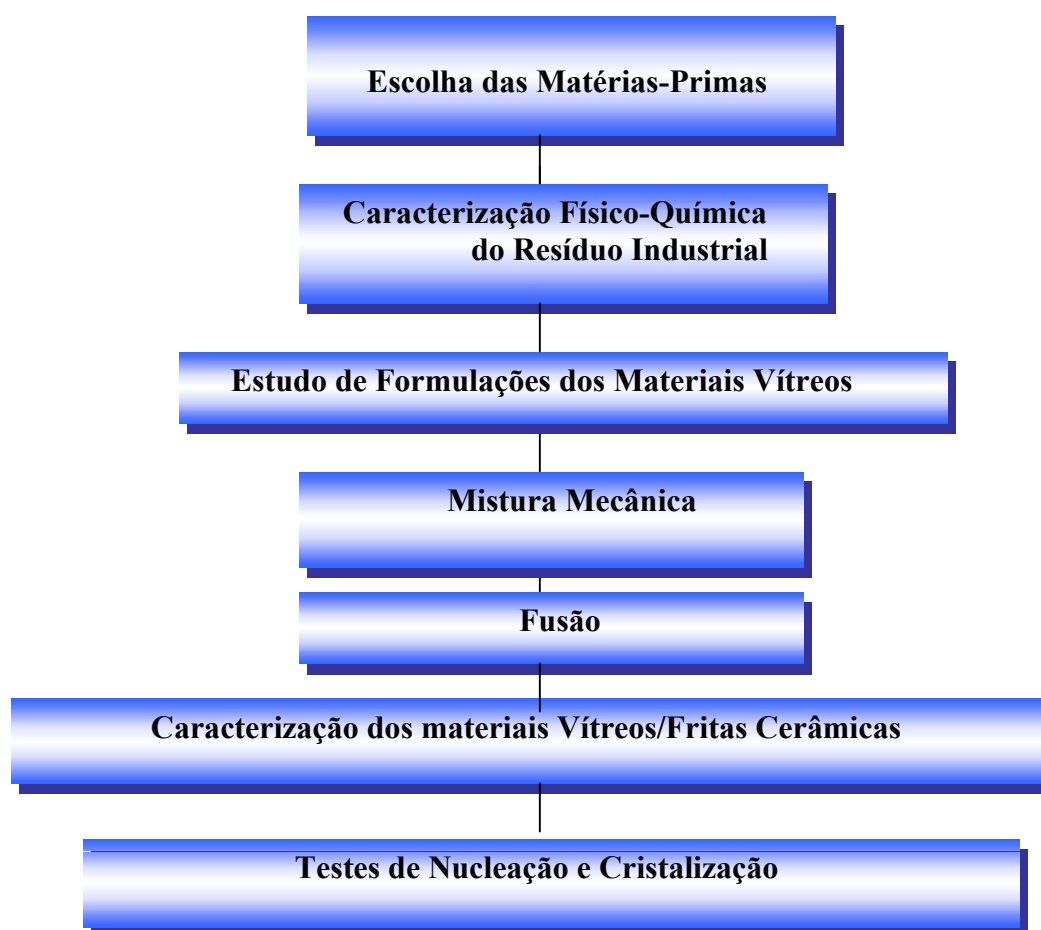 Escolha das Matérias-Primas
Caracterização Físico-Química
do Resíduo Industrial
Estudo de Formulações dos Materiais Vítreos
Mistura Mecânica
Fusão
Caracterização dos materiais Vítreos/Fritas Cerâmicas
Testes de Nucleação e Cristalização